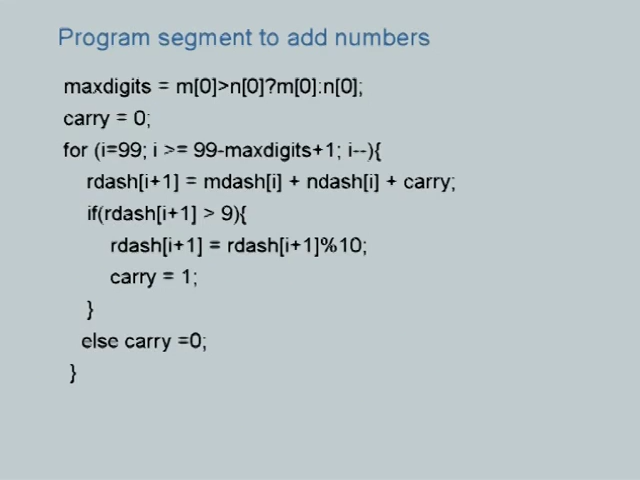 Program segment to add numbers
maxdigits = m[0]>n[0]?m[0]:n[0];
carry = 0;
for (i=99; i >= 99-maxdigits+1; i--){
rdash[i+1] = mdash[i] + ndash[i] + carry;
if(rdash[i+1] > 9){
rdash[i+1] = rdash[i+1]%10;
carry = 1;
}
else carry =0;
}